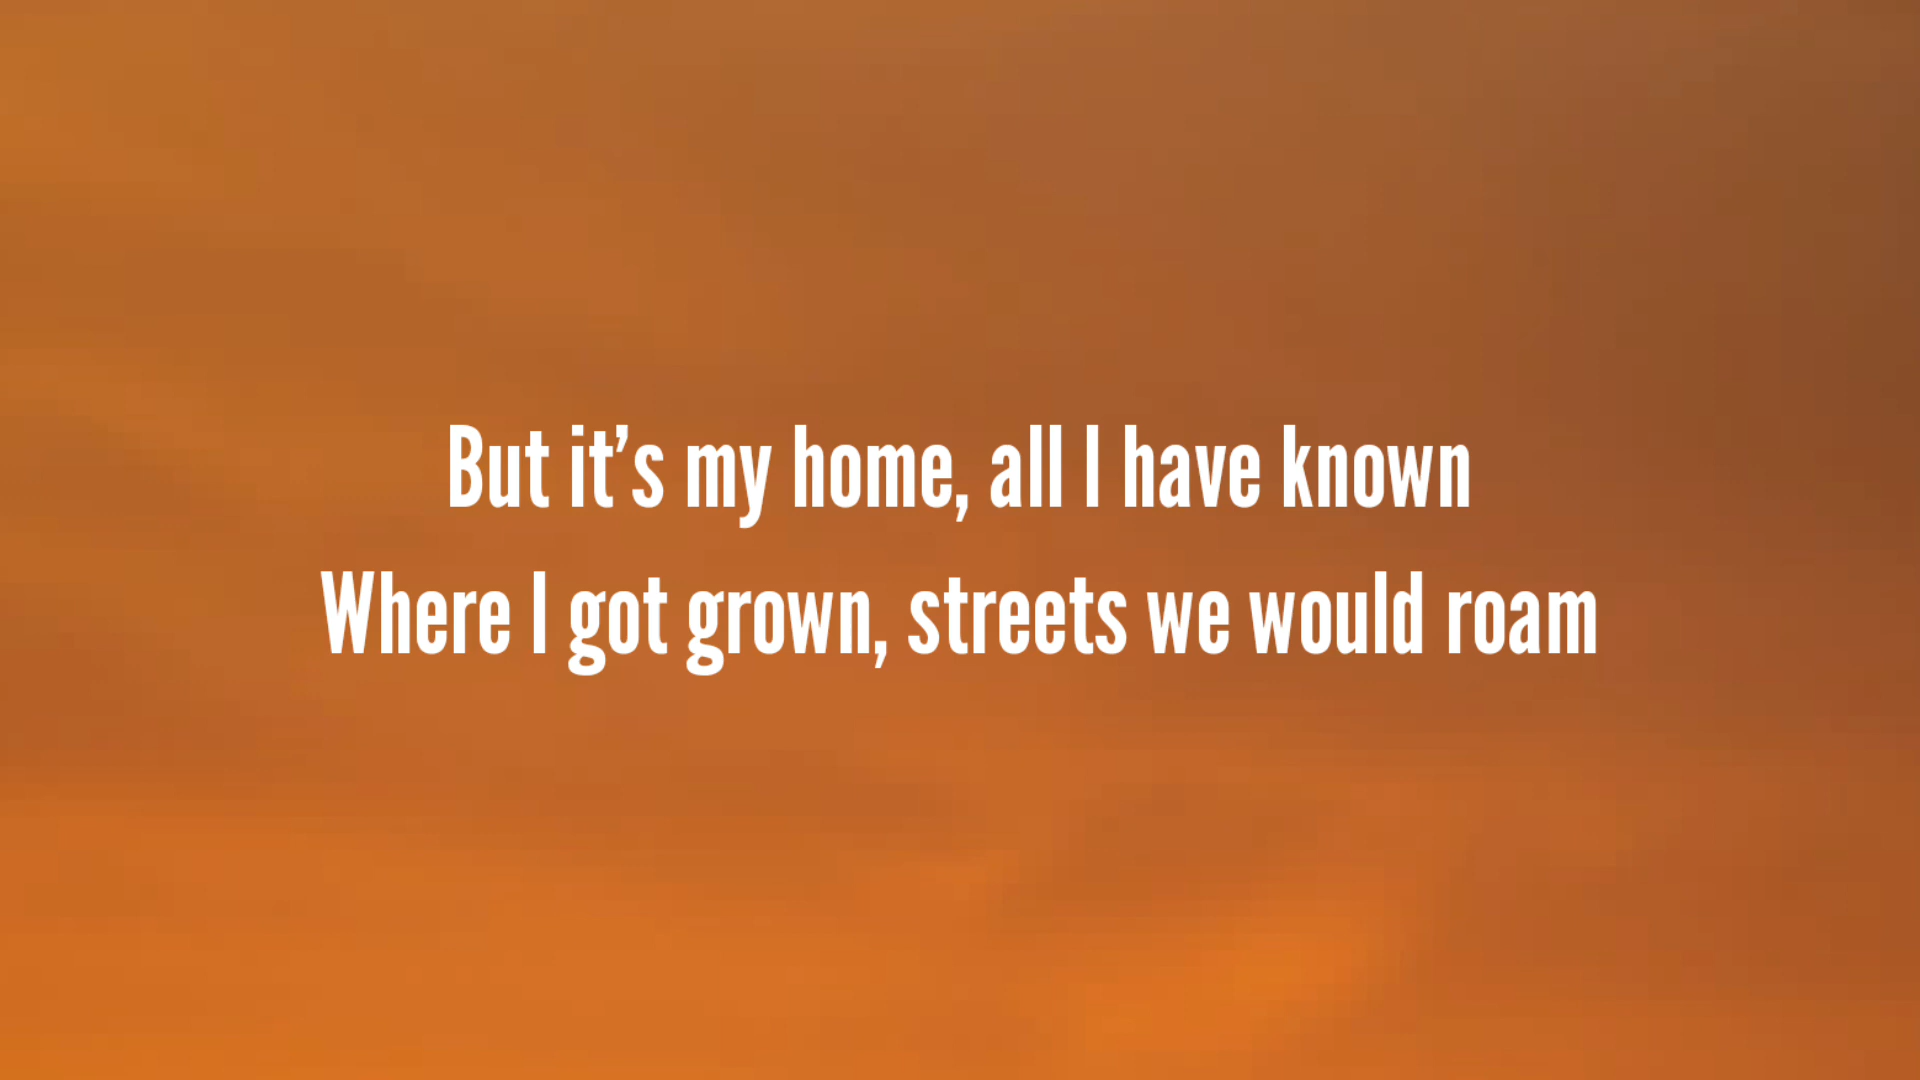 But it’s my home, all I have known
Where I got grown, streets we would roam